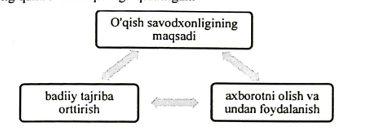 O'qish savodxonligining
maqsadi
badiiy tajriba
orttirish
axborotni olish va
undan foydalanish